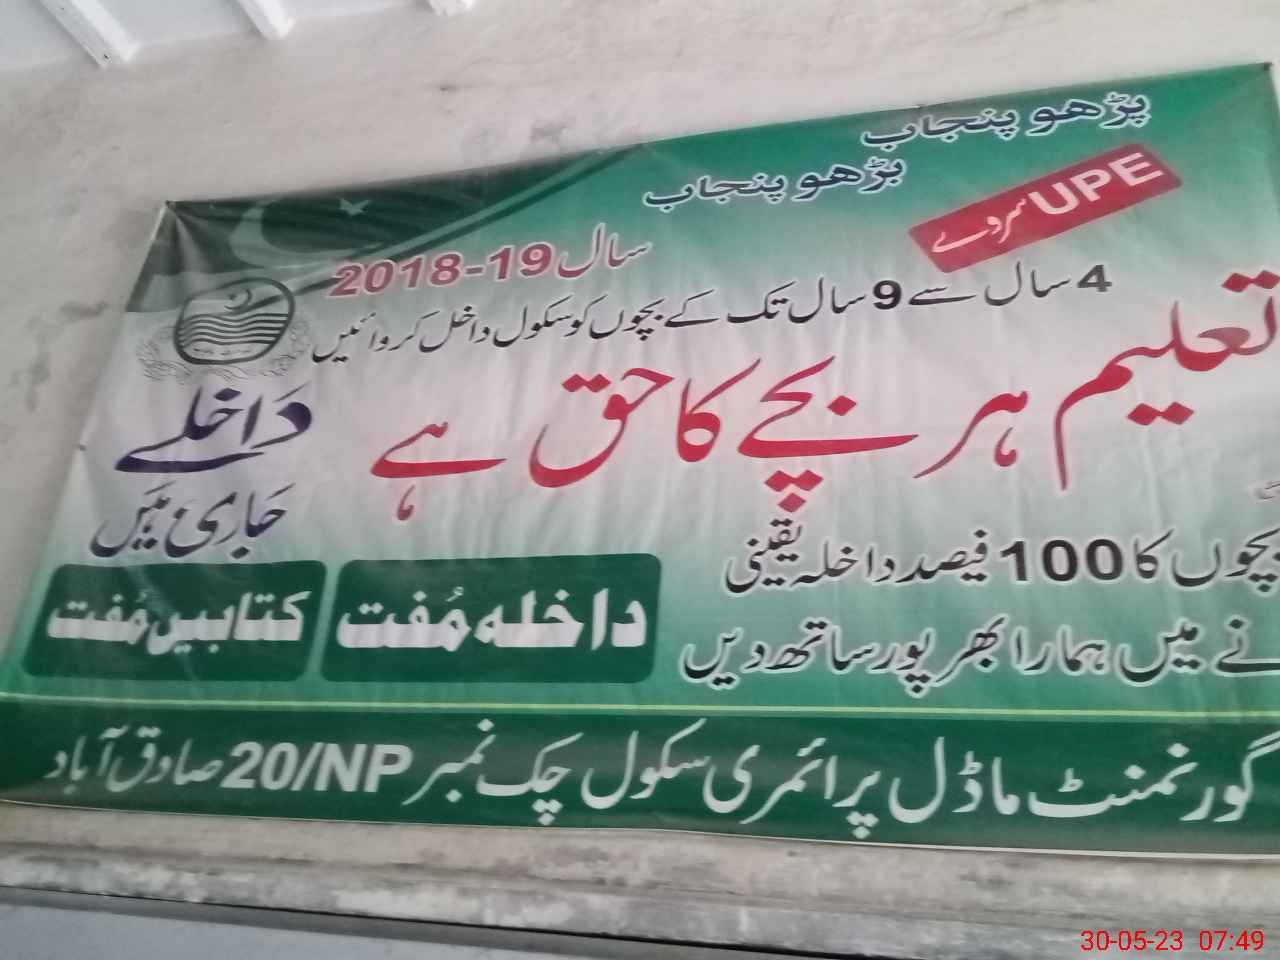 پڑھو پنجاب
بڑھو پنجاب
UPE سروے
سال 2018-19
4 سال سے 9 سال تک کے بچوں کو سکول داخل کروائیں
تعلیم ہر بچے کا حق ہے
داخلے
جاری ہیں
بچوں کا 100 فیصد داخلہ یقینی
نے میں ہمارا بھرپور ساتھ دیں
داخلہ مُفت
کتابیں مُفت
گورنمنٹ ماڈل پرائمری سکول چک نمبر 20/NP صادق آباد
30-05-23 07:49